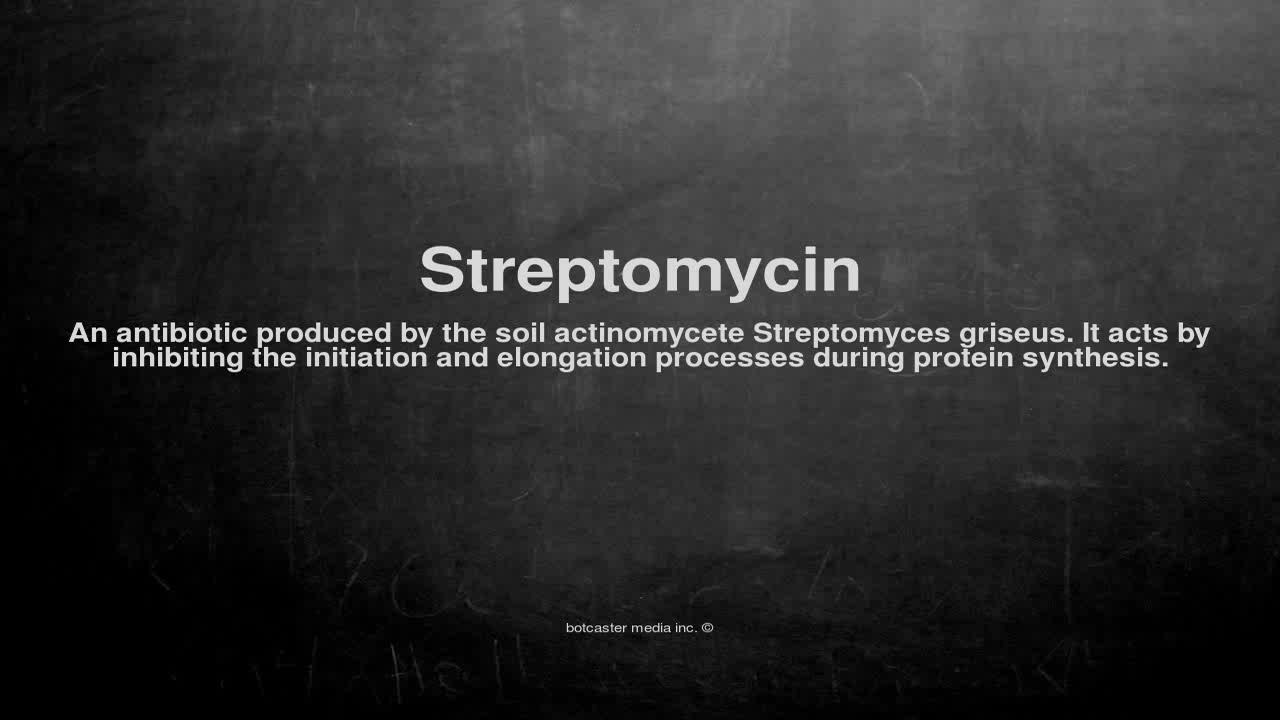 Streptomycin
An antibiotic produced by the soil actinomycete Streptomyces griseus. It acts by
inhibiting the initiation and elongation processes during protein synthesis.
botcaster media inc. ©